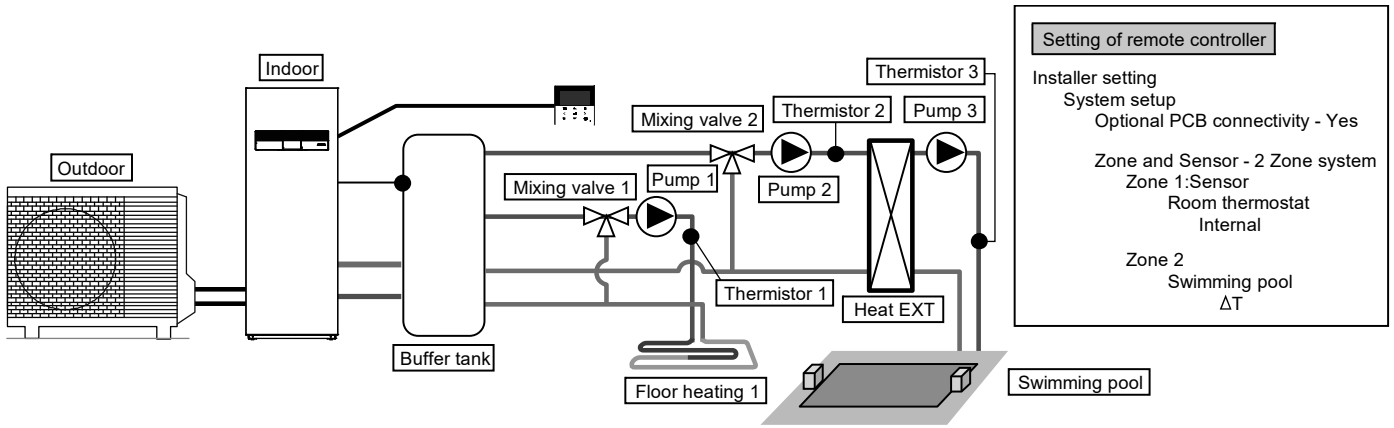 Outdoor
Indoor
Buffer tank
Mixing valve 1
Pump 1
Thermistor 1
Floor heating 1
Mixing valve 2
Pump 2
Thermistor 2
Heat EXT
Pump 3
Thermistor 3
Swimming pool
Setting of remote controller
Installer setting
System setup
Optional PCB connectivity - Yes
Zone and Sensor - 2 Zone system
Zone 1:Sensor
Room thermostat
Internal
Zone 2
Swimming pool
ΔT